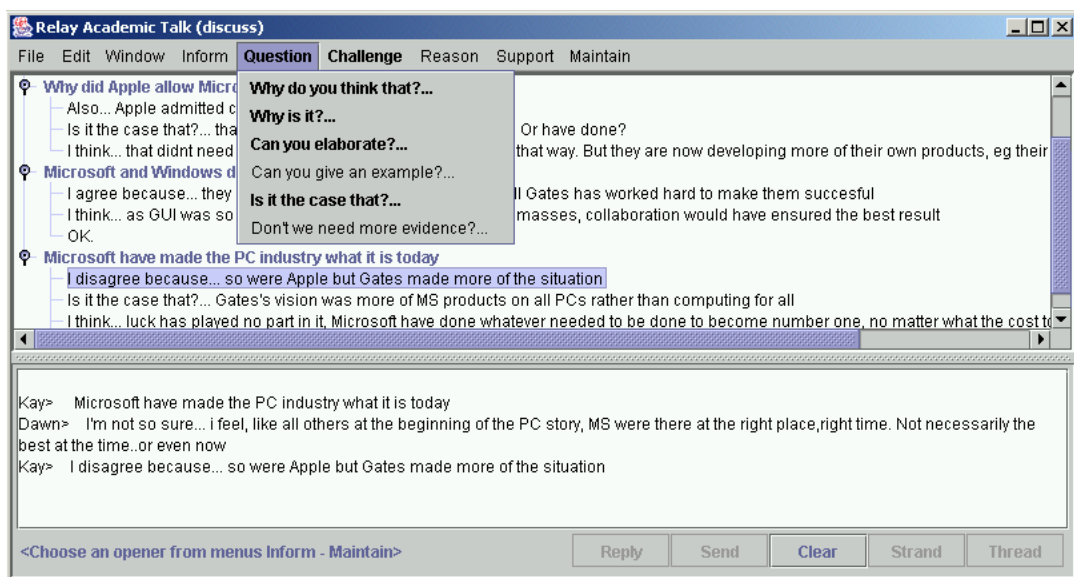 Relay Academic Talk (discuss)
File Edit Window Inform Question Challenge Reason Support Maintain
Why did Apple allow Micro
Why do you think that?...
Also... Apple admitted c
Why is it?...
Is it the case that?... tha
Or have done?
Can you elaborate?...
I think... that didnt need
that way. But they are now developing more of their own products, eg their
Microsoft and Windows d
Can you give an example?...
I agree because... they
ll Gates has worked hard to make them succesful
Is it the case that?...
I think... as GUI was so
masses, collaboration would have ensured the best result
Don't we need more evidence?...
OK.
Microsoft have made the PC industry what it is today
I disagree because... so were Apple but Gates made more of the situation
Is it the case that?... Gates's vision was more of MS products on all PCs rather than computing for all
I think... luck has played no part in it, Microsoft have done whatever needed to be done to become number one, no matter what the cost to
Kay> Microsoft have made the PC industry what it is today
Dawn> I'm not so sure... i feel, like all others at the beginning of the PC story, MS were there at the right place,right time. Not necessarily the
best at the time..or even now
Kay> I disagree because... so were Apple but Gates made more of the situation
<Choose an opener from menus Inform - Maintain>
Reply Send Clear Strand Thread